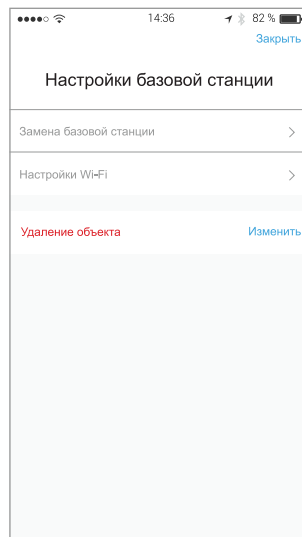 14:36 82 %
Закрыть
Настройки базовой станции
Замена базовой станции
Настройки Wi-Fi
Удаление объекта Изменить